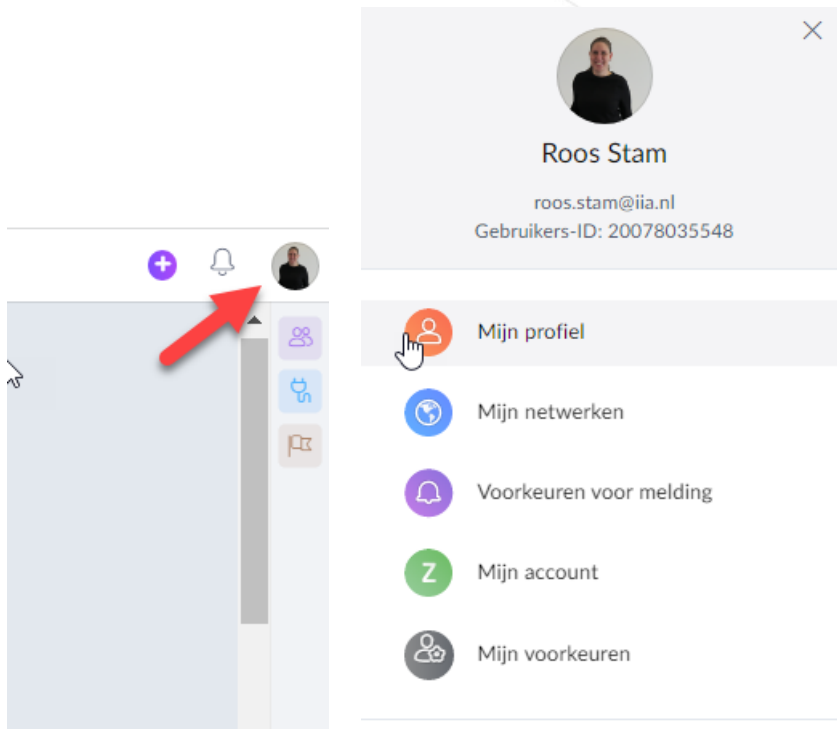 Roos Stam
roos.stam@iia.nl
Gebruikers-ID: 20078035548
Mijn profiel
Mijn netwerken
Voorkeuren voor melding
Z
Mijn account
Mijn voorkeuren